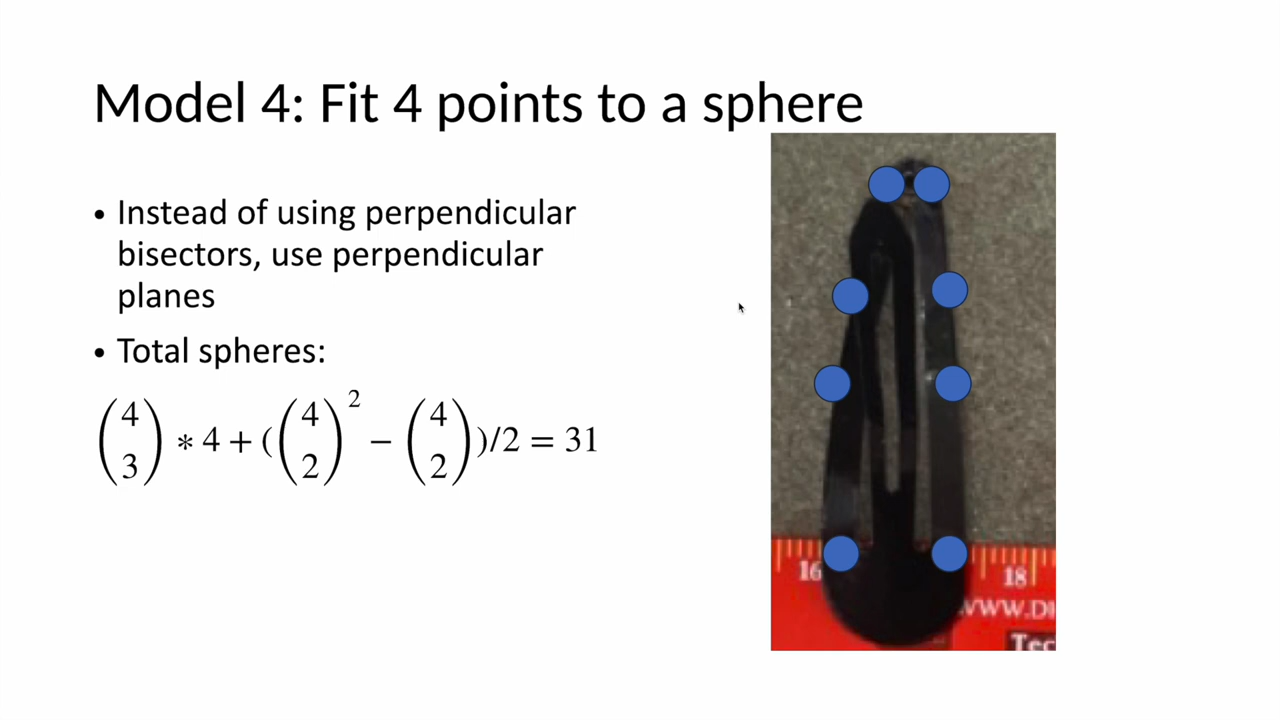 Model 4: Fit 4 points to a sphere
• Instead of using perpendicular
bisectors, use perpendicular
planes
• Total spheres:
(4 3) * 4 + ((4 2)^2 − (4 2))/2 = 31
16 18
WWW.DI
Tec